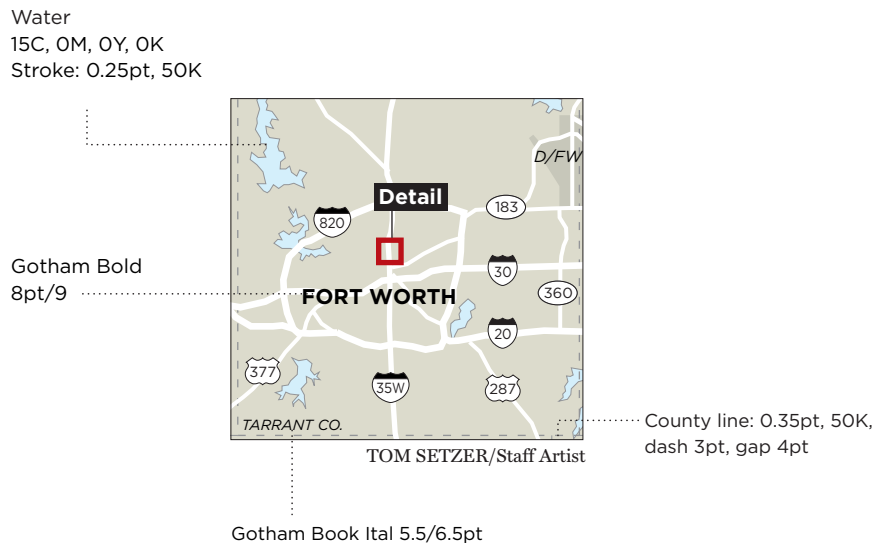 Water
15C, 0M, 0Y, 0K
Stroke: 0.25pt, 50K
D/FW
Detail
183
820
Gotham Bold
8pt/9
30
FORT WORTH
360
20
377
35W
287
TARRANT CO.
County line: 0.35pt, 50K,
dash 3pt, gap 4pt
TOM SETZER/Staff Artist
Gotham Book Ital 5.5/6.5pt